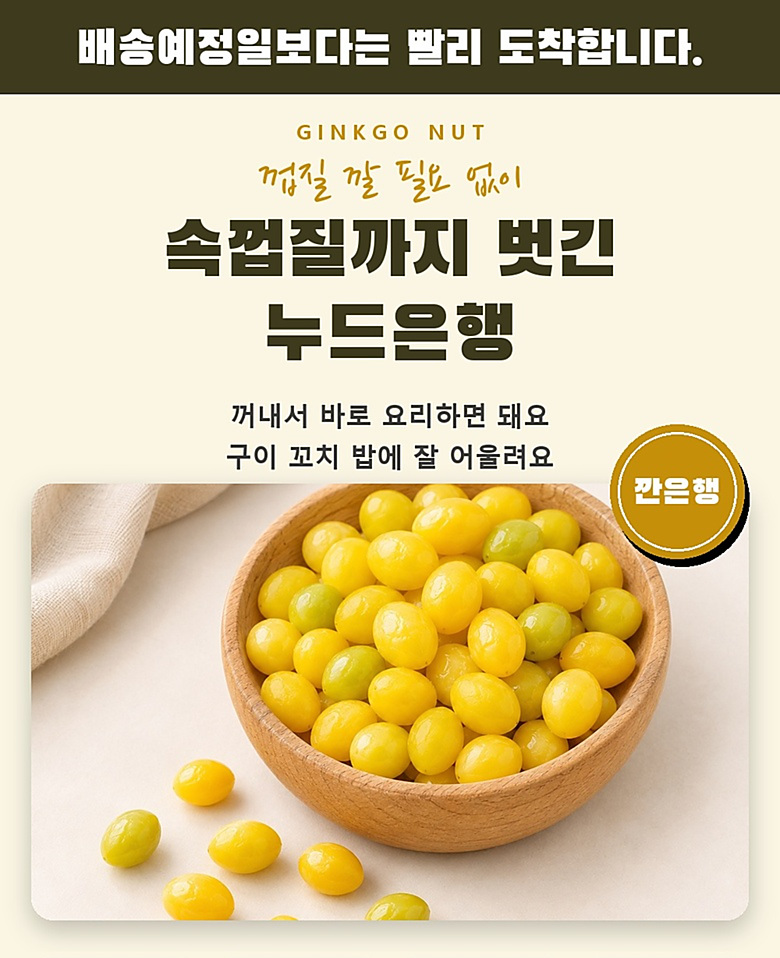 배송예정일보다는 빨리 도착합니다.
GINKGO NUT
껍질 깔 필요 없이
속껍질까지 벗긴
누드은행
꺼내서 바로 요리하면 돼요
구이 꼬치 밥에 잘 어울려요
깐은행